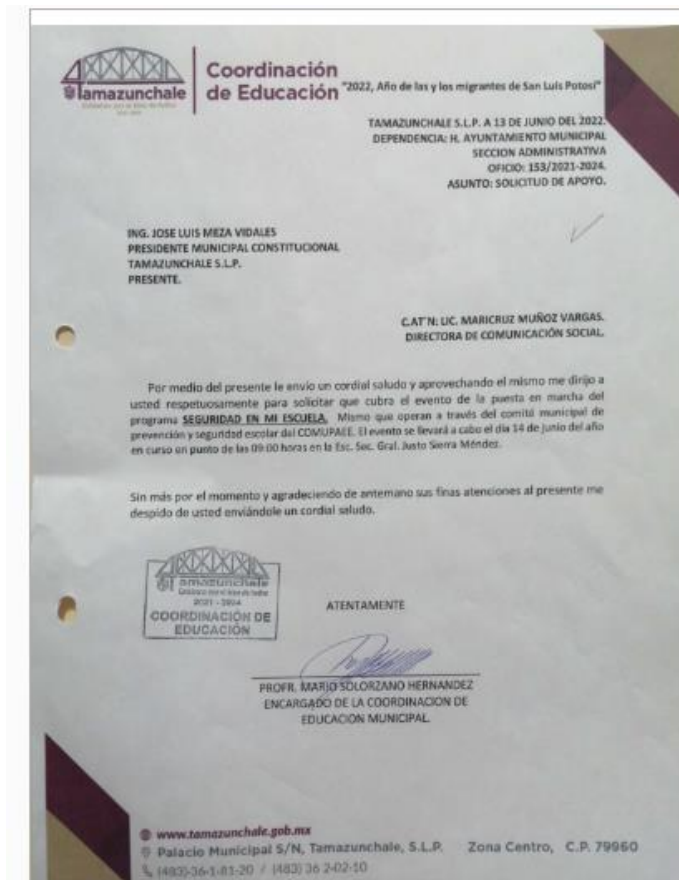 Tamazunchale
Coordinación
de Educación
"2022, Año de las y los migrantes de San Luis Potosí"
TAMAZUNCHALE S.L.P. A 13 DE JUNIO DEL 2022.
DEPENDENCIA: H. AYUNTAMIENTO MUNICIPAL
SECCION ADMINISTRATIVA
OFICIO: 153/2021-2024.
ASUNTO: SOLICITUD DE APOYO.
ING. JOSE LUIS MEZA VIDALES
PRESIDENTE MUNICIPAL CONSTITUCIONAL
TAMAZUNCHALE S.L.P.
PRESENTE.
C.AT'N: LIC. MARICRUZ MUÑOZ VARGAS.
DIRECTORA DE COMUNICACIÓN SOCIAL.
Por medio del presente le envío un cordial saludo y aprovechando el mismo me dirijo a
usted respetuosamente para solicitar que cubra el evento de la puesta en marcha del
programa SEGURIDAD EN MI ESCUELA. Mismo que operan a través del comité municipal de
prevención y seguridad escolar del COMUPAEE. El evento se llevará a cabo el día 14 de junio del año
en curso en punto de las 09:00 horas en la Esc. Sec. Gral. Justo Sierra Méndez.
Sin más por el momento y agradeciendo de antemano sus finas atenciones al presente me
despido de usted enviándole un cordial saludo.
Tamazunchale
2021 - 2024
COORDINACIÓN DE
EDUCACIÓN
ATENTAMENTE
PROFR. MARIO SOLORZANO HERNANDEZ
ENCARGADO DE LA COORDINACION DE
EDUCACION MUNICIPAL.
www.tamazunchale.gob.mx
Palacio Municipal S/N, Tamazunchale, S.L.P. Zona Centro, C.P. 79960
(483)-36-1-81-20 / (483) 36 2-02-10